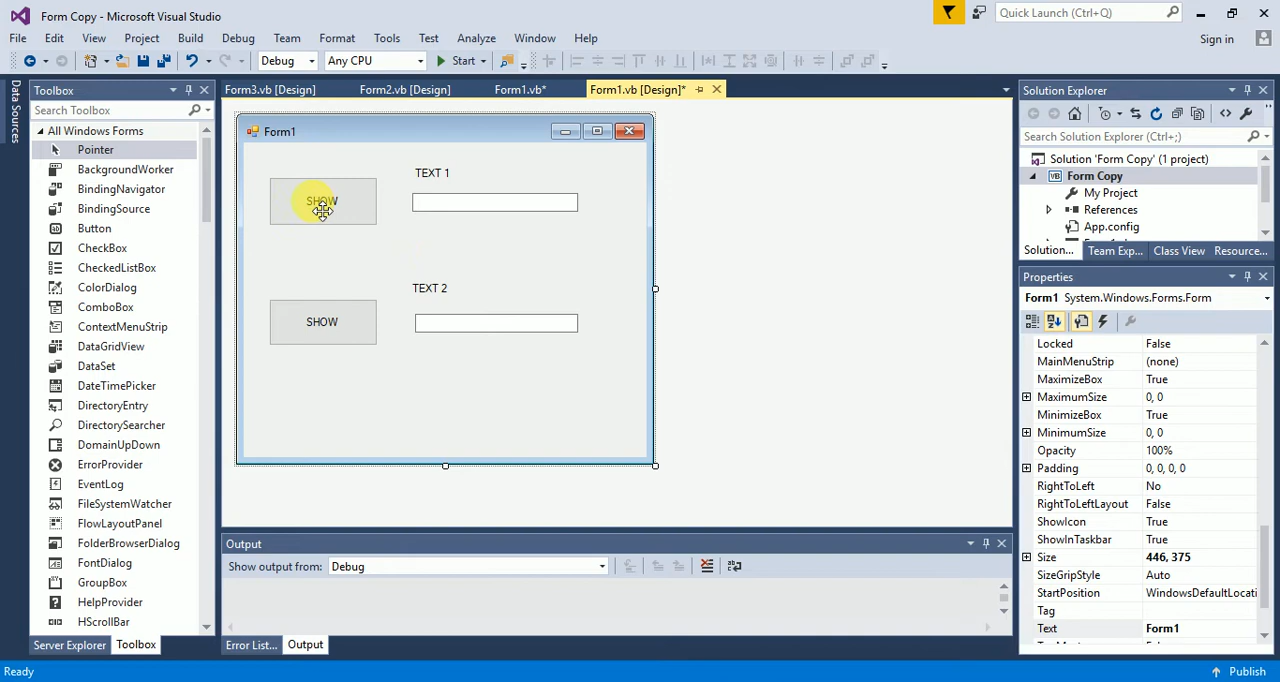 Form Copy - Microsoft Visual Studio
Quick Launch (Ctrl+Q)
File Edit View Project Build Debug Team Format Tools Test Analyze Window Help
Sign in
Debug Any CPU Start
Data Sources
Toolbox
Search Toolbox
All Windows Forms
Pointer
BackgroundWorker
BindingNavigator
BindingSource
Button
CheckBox
CheckedListBox
ColorDialog
ComboBox
ContextMenuStrip
DataGridView
DataSet
DateTimePicker
DirectoryEntry
DirectorySearcher
DomainUpDown
ErrorProvider
EventLog
FileSystemWatcher
FlowLayoutPanel
FolderBrowserDialog
FontDialog
GroupBox
HelpProvider
HScrollBar
Server Explorer Toolbox
Form3.vb [Design] Form2.vb [Design] Form1.vb* Form1.vb [Design]*
Form1
TEXT 1
SHOW
TEXT 2
SHOW
Output
Show output from: Debug
Error List... Output
Solution Explorer
Search Solution Explorer (Ctrl+;)
Solution 'Form Copy' (1 project)
VB Form Copy
My Project
References
App.config
Solution... Team Exp... Class View Resource...
Properties
Form1 System.Windows.Forms.Form
Locked False
MainMenuStrip (none)
MaximizeBox True
MaximumSize 0, 0
MinimizeBox True
MinimumSize 0, 0
Opacity 100%
Padding 0, 0, 0, 0
RightToLeft No
RightToLeftLayout False
ShowIcon True
ShowInTaskbar True
Size 446, 375
SizeGripStyle Auto
StartPosition WindowsDefaultLocati
Tag
Text Form1
Ready
Publish